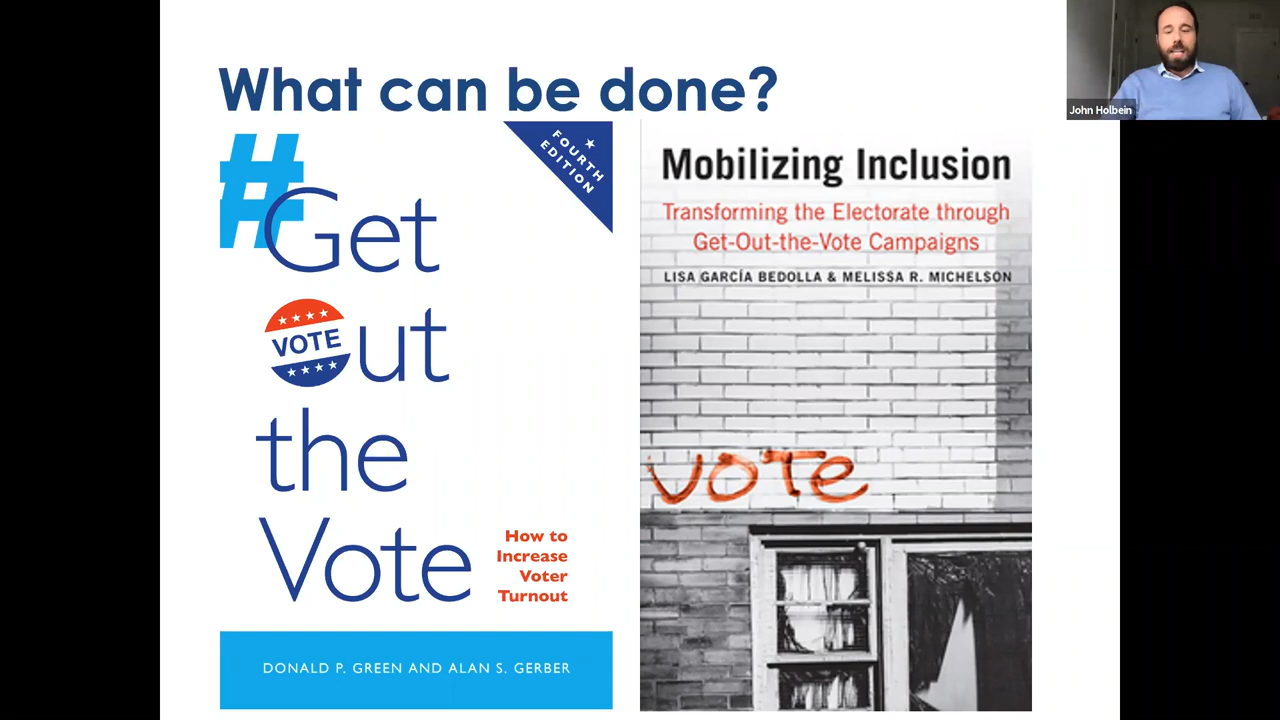 What can be done?
#Get
Out
the
Vote
VOTE
FOURTH
EDITION
How to
Increase
Voter
Turnout
DONALD P. GREEN AND ALAN S. GERBER
Mobilizing Inclusion
Transforming the Electorate through
Get-Out-the-Vote Campaigns
LISA GARCÍA BEDOLLA & MELISSA R. MICHELSON
VOTE
John Holbein